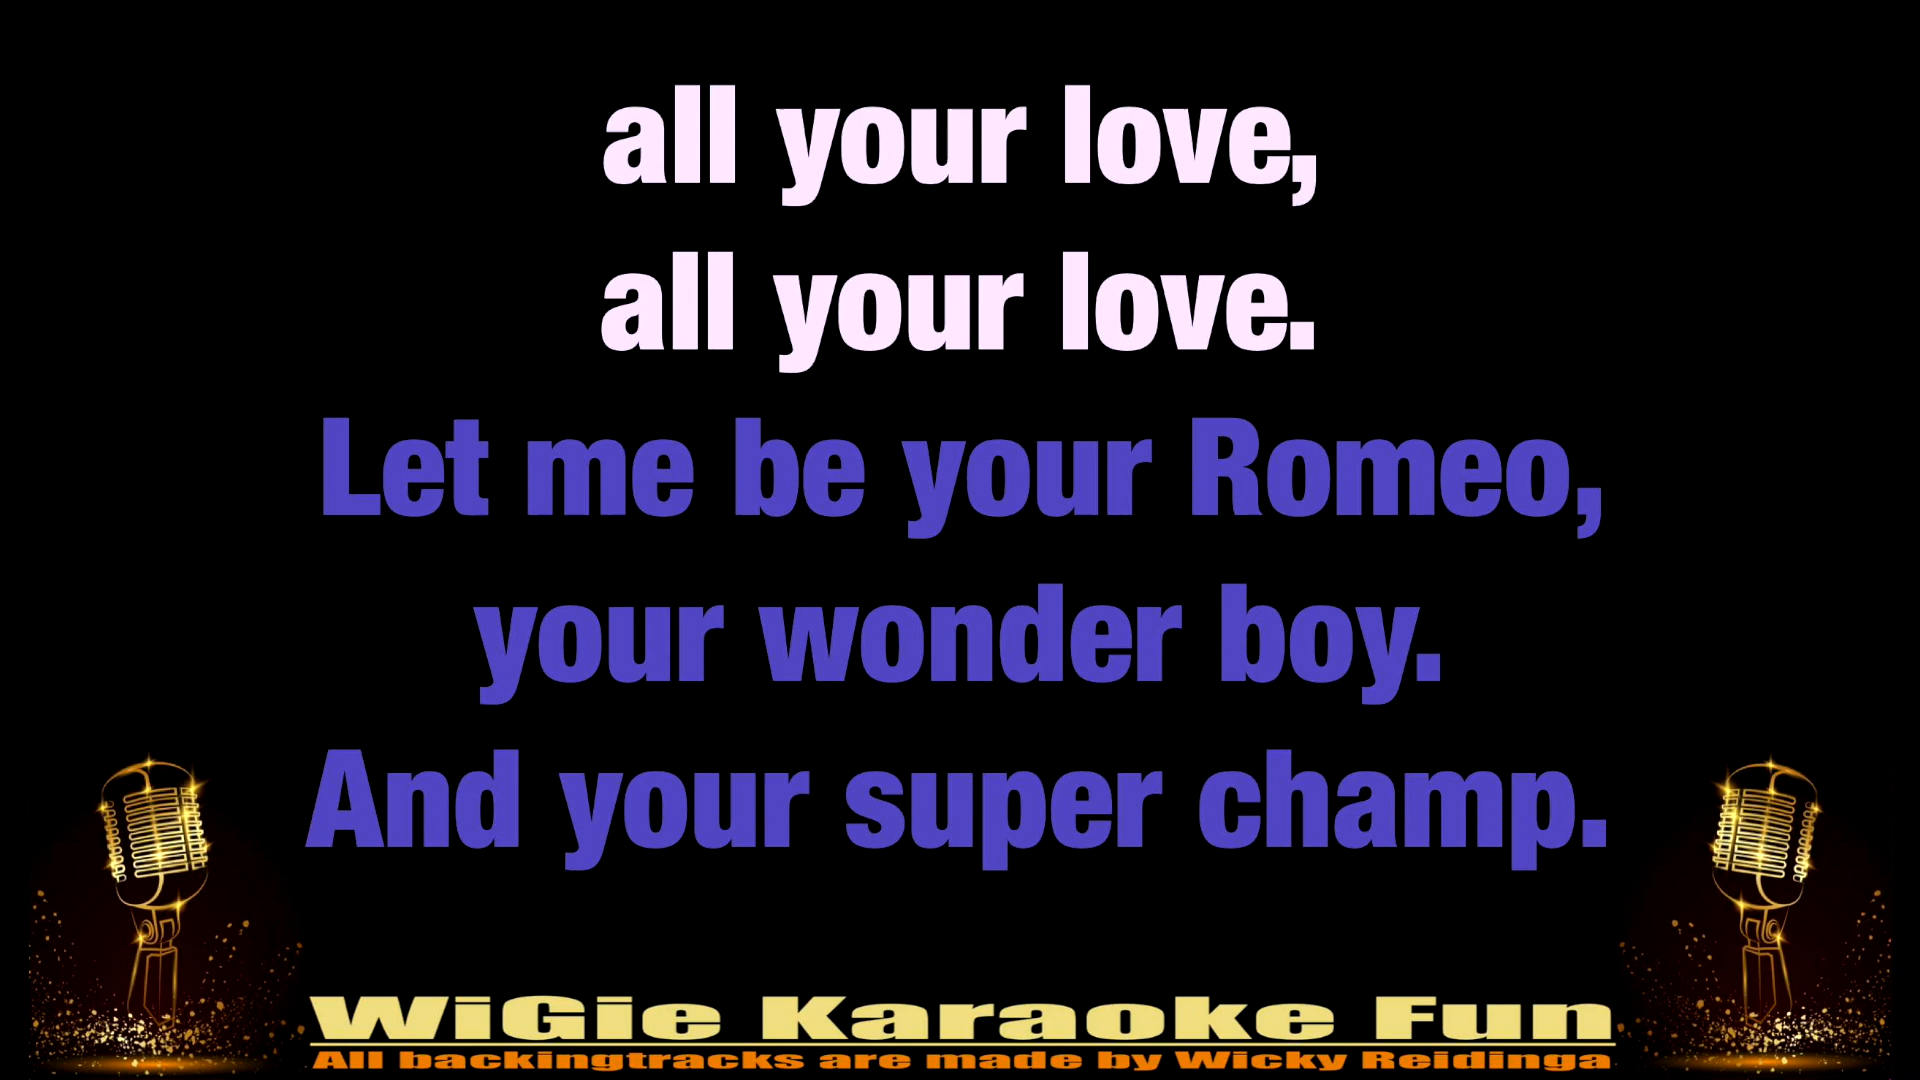 all your love,
all your love.
Let me be your Romeo,
your wonder boy.
And your super champ.
WiGie Karaoke Fun
All backingtracks are made by Wicky Reidinga